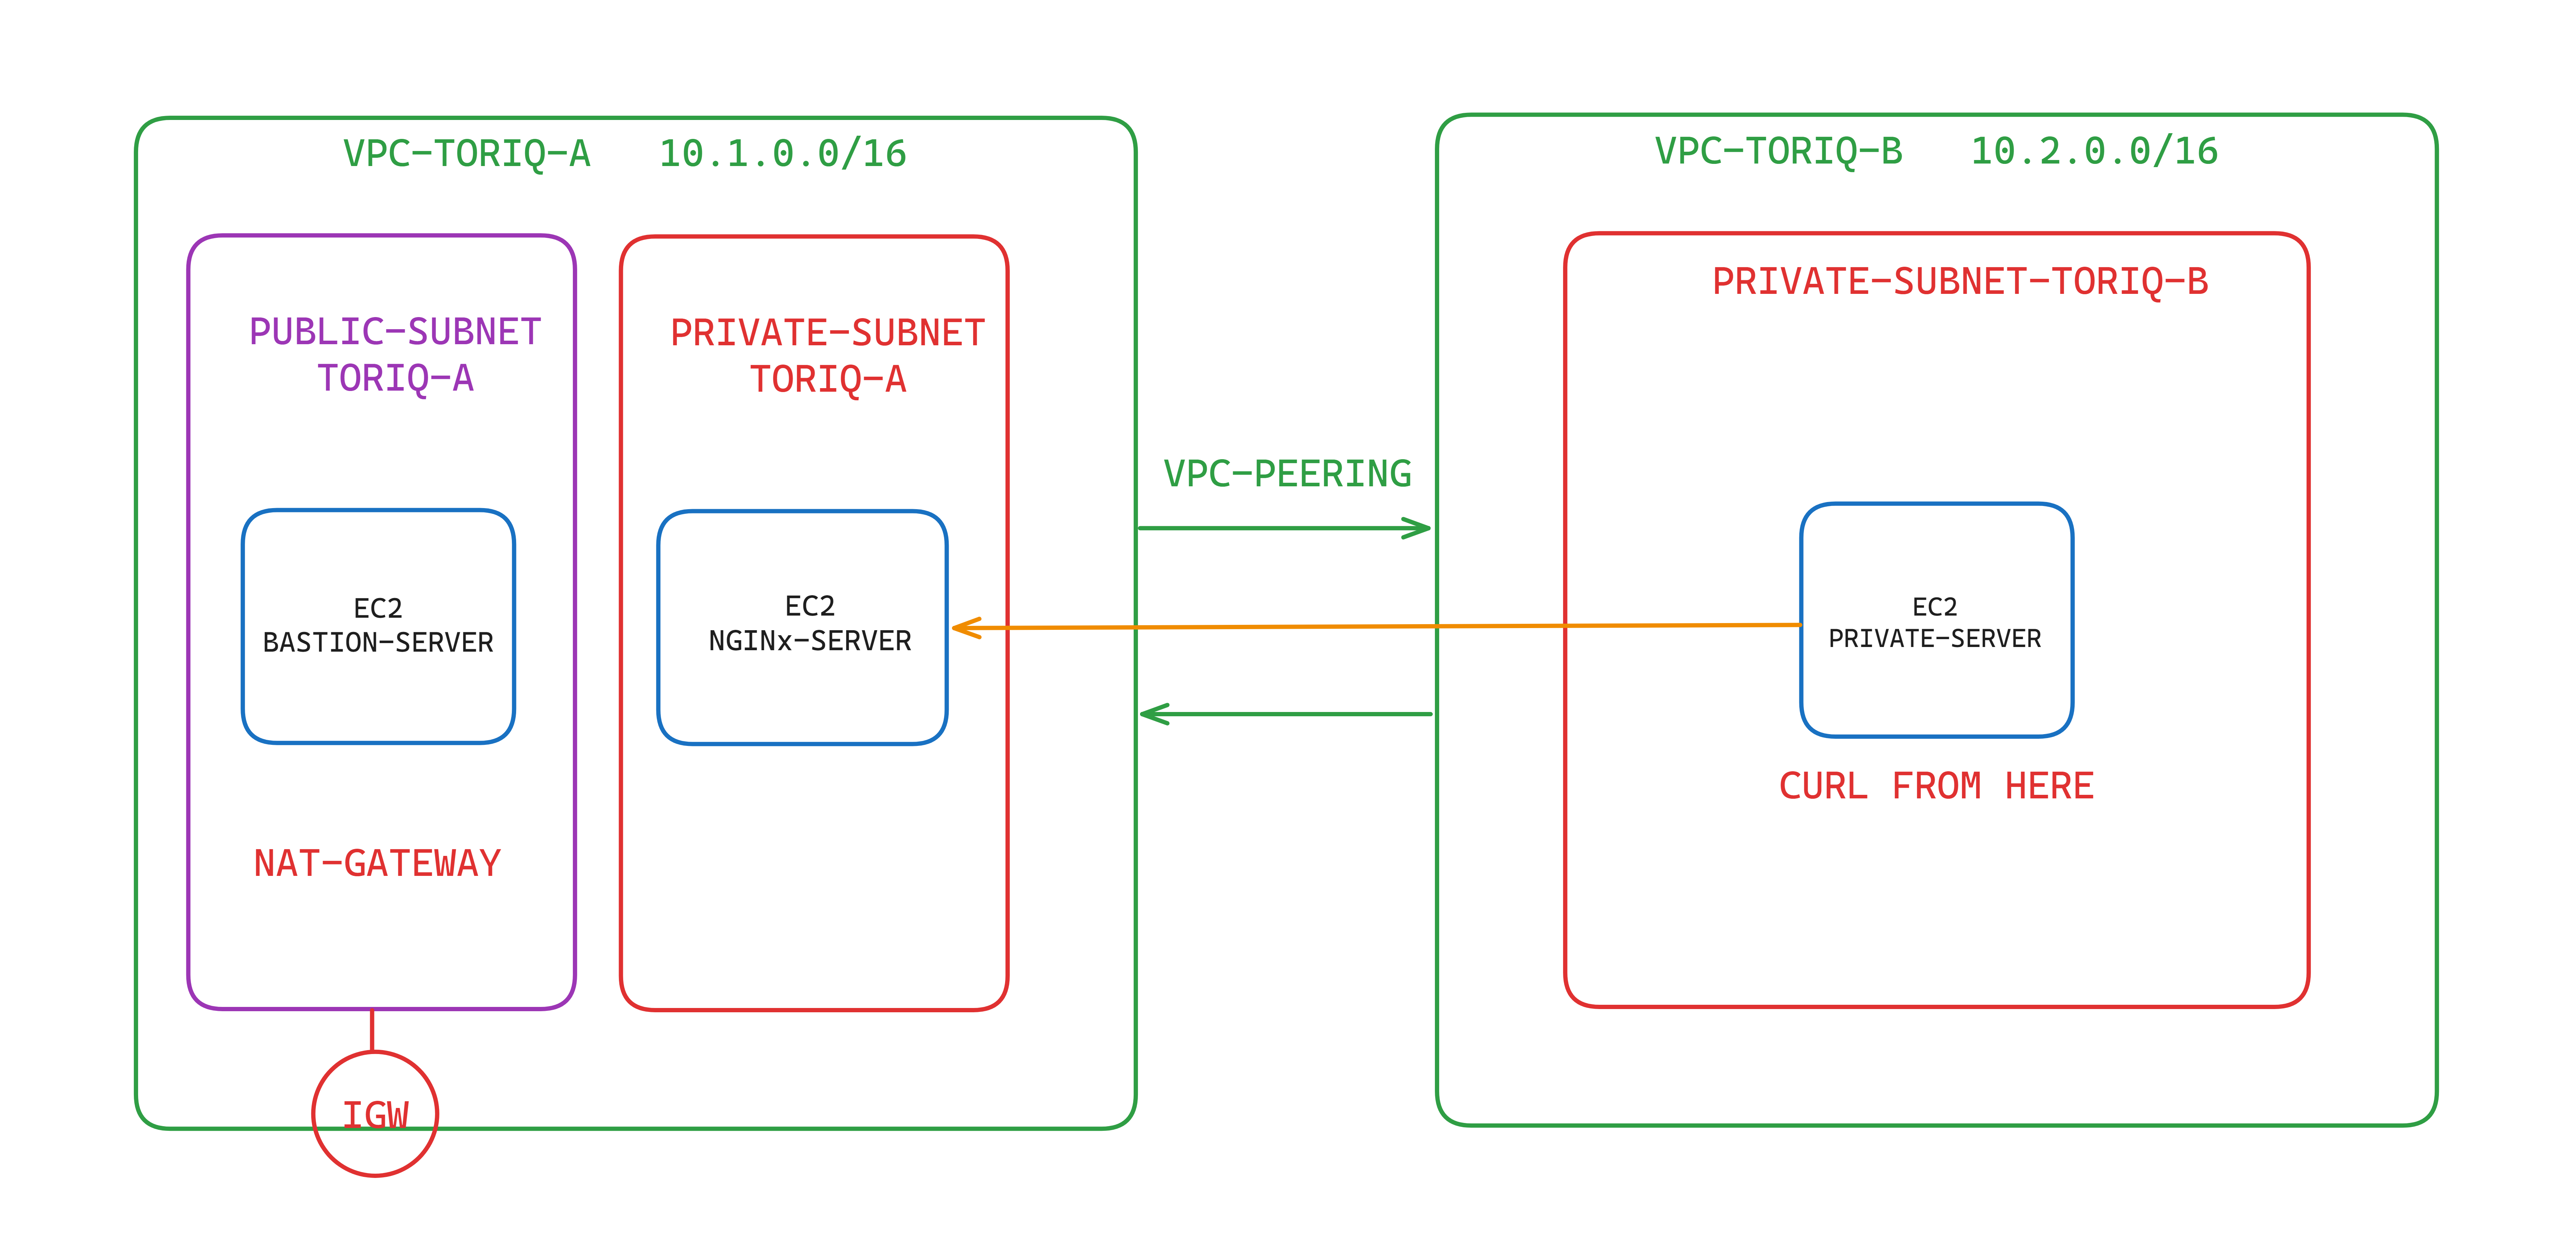 VPC-TORIQ-A   10.1.0.0/16
PUBLIC-SUBNET
TORIQ-A
EC2
BASTION-SERVER
NAT-GATEWAY
IGW
PRIVATE-SUBNET
TORIQ-A
EC2
NGINx-SERVER
VPC-PEERING
VPC-TORIQ-B   10.2.0.0/16
PRIVATE-SUBNET-TORIQ-B
EC2
PRIVATE-SERVER
CURL FROM HERE